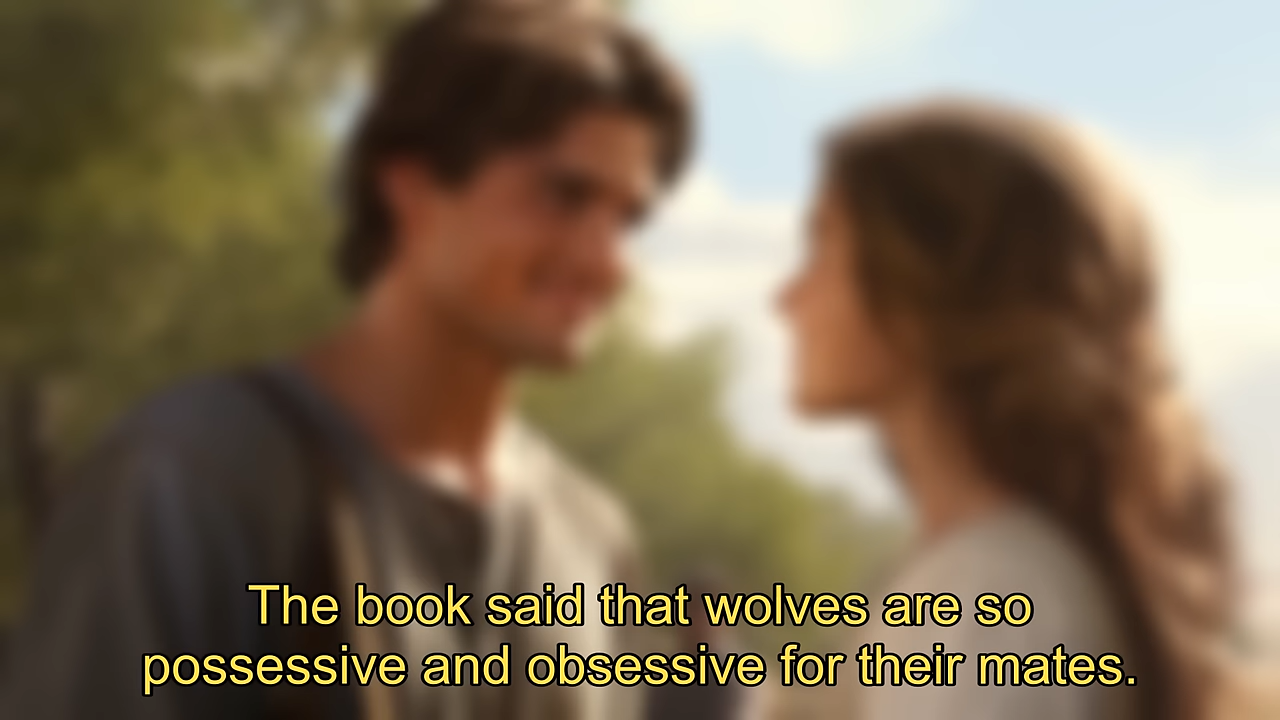 The book said that wolves are so
possessive and obsessive for their mates.